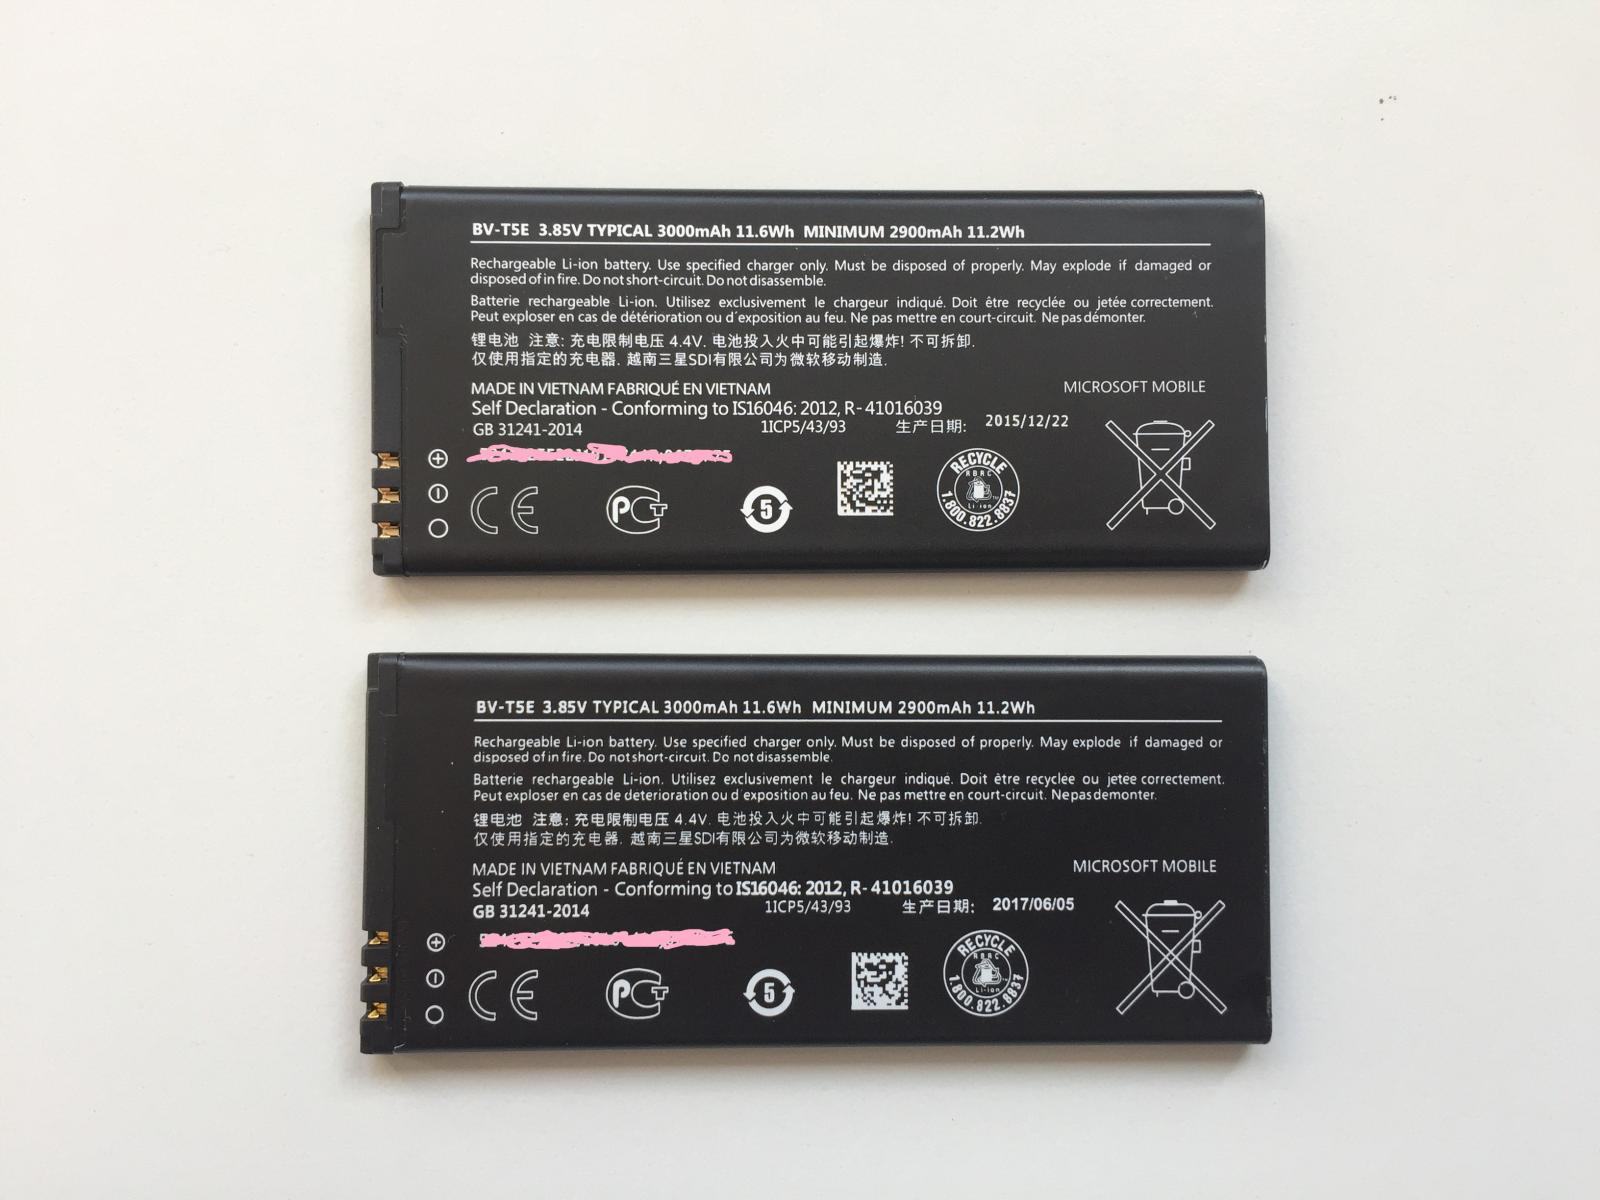 BV-T5E 3.85V TYPICAL 3000mAh 11.6Wh MINIMUM 2900mAh 11.2Wh
Rechargeable Li-ion battery. Use specified charger only. Must be disposed of properly. May explode if damaged or
disposed of in fire. Do not short-circuit. Do not disassemble.
Batterie rechargeable Li-ion. Utilisez exclusivement le chargeur indiqué. Doit être recyclée ou jetée correctement.
Peut exploser en cas de détérioration ou d´exposition au feu. Ne pas mettre en court-circuit. Ne pas démonter.
锂电池 注意: 充电限制电压 4.4V. 电池投入火中可能引起爆炸! 不可拆卸.
仅使用指定的充电器. 越南三星SDI有限公司为微软移动制造.
MADE IN VIETNAM FABRIQUÉ EN VIETNAM MICROSOFT MOBILE
Self Declaration - Conforming to IS16046: 2012, R-41016039
GB 31241-2014 1ICP5/43/93 生产日期: 2015/12/22
CE PCT 5 RECYCLE RBRC Li-ion 1.800.822.8837
BV-T5E 3.85V TYPICAL 3000mAh 11.6Wh MINIMUM 2900mAh 11.2Wh
Rechargeable Li-ion battery. Use specified charger only. Must be disposed of properly. May explode if damaged or
disposed of in fire. Do not short-circuit. Do not disassemble.
Batterie rechargeable Li-ion. Utilisez exclusivement le chargeur indiqué. Doit être recyclée ou jetée correctement.
Peut exploser en cas de deterioration ou d´exposition au feu. Ne pas mettre en court-circuit. Ne pas demonter.
锂电池 注意: 充电限制电压 4.4V. 电池投入火中可能引起爆炸! 不可拆卸.
仅使用指定的充电器. 越南三星SDI有限公司为微软移动制造.
MADE IN VIETNAM FABRIQUÉ EN VIETNAM MICROSOFT MOBILE
Self Declaration - Conforming to IS16046: 2012, R-41016039
GB 31241-2014 1ICP5/43/93 生产日期: 2017/06/05
CE PCT 5 RECYCLE RBRC Li-ion 1.800.822.8837